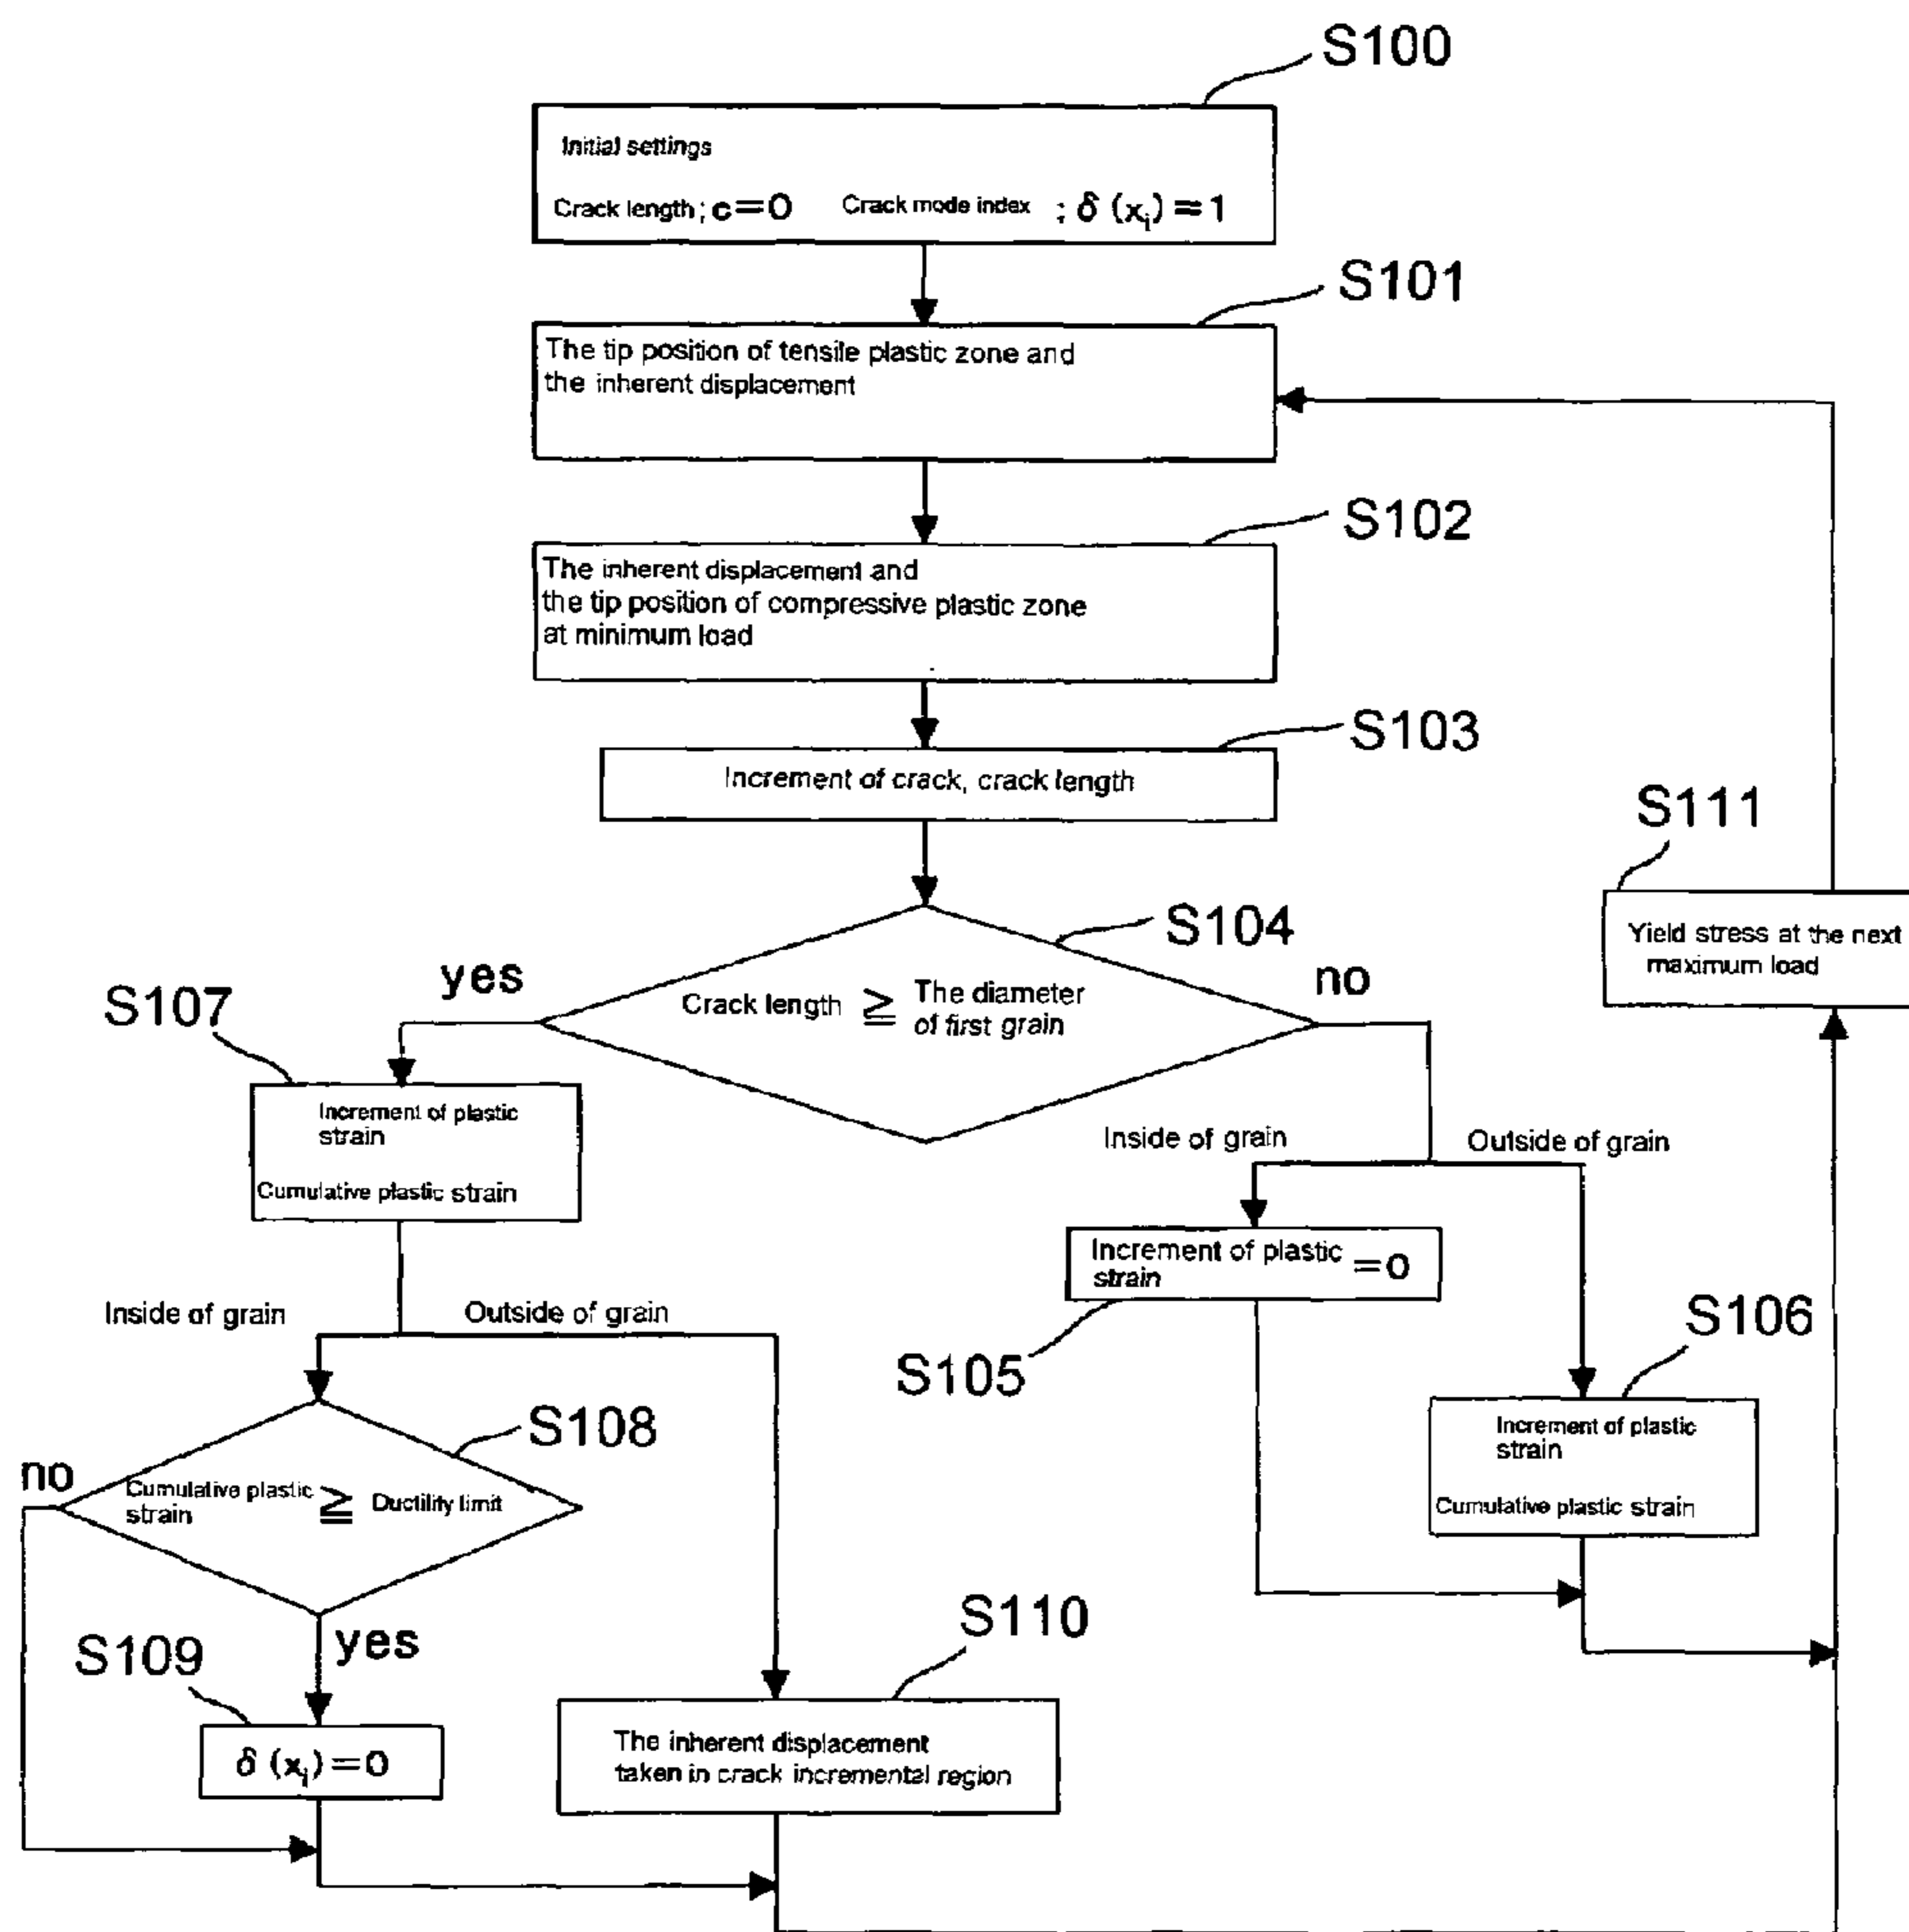 S100
Initial settings
Crack length ; c=0 Crack mode index ; δ (xi) = 1
S101
The tip position of tensile plastic zone and
the inherent displacement
S102
The inherent displacement and
the tip position of compressive plastic zone
at minimum load
S103
Increment of crack, crack length
S111
Yield stress at the next
maximum load
S104
yes
no
Crack length ≧ The diameter
of first grain
S107
Increment of plastic
strain
Cumulative plastic strain
Inside of grain
Outside of grain
Increment of plastic
strain =0
S105
S106
Increment of plastic
strain
Cumulative plastic strain
Inside of grain
Outside of grain
S108
no
Cumulative plastic
strain ≧ Ductility limit
yes
S109
δ (xi) =0
S110
The inherent displacement
taken in crack incremental region